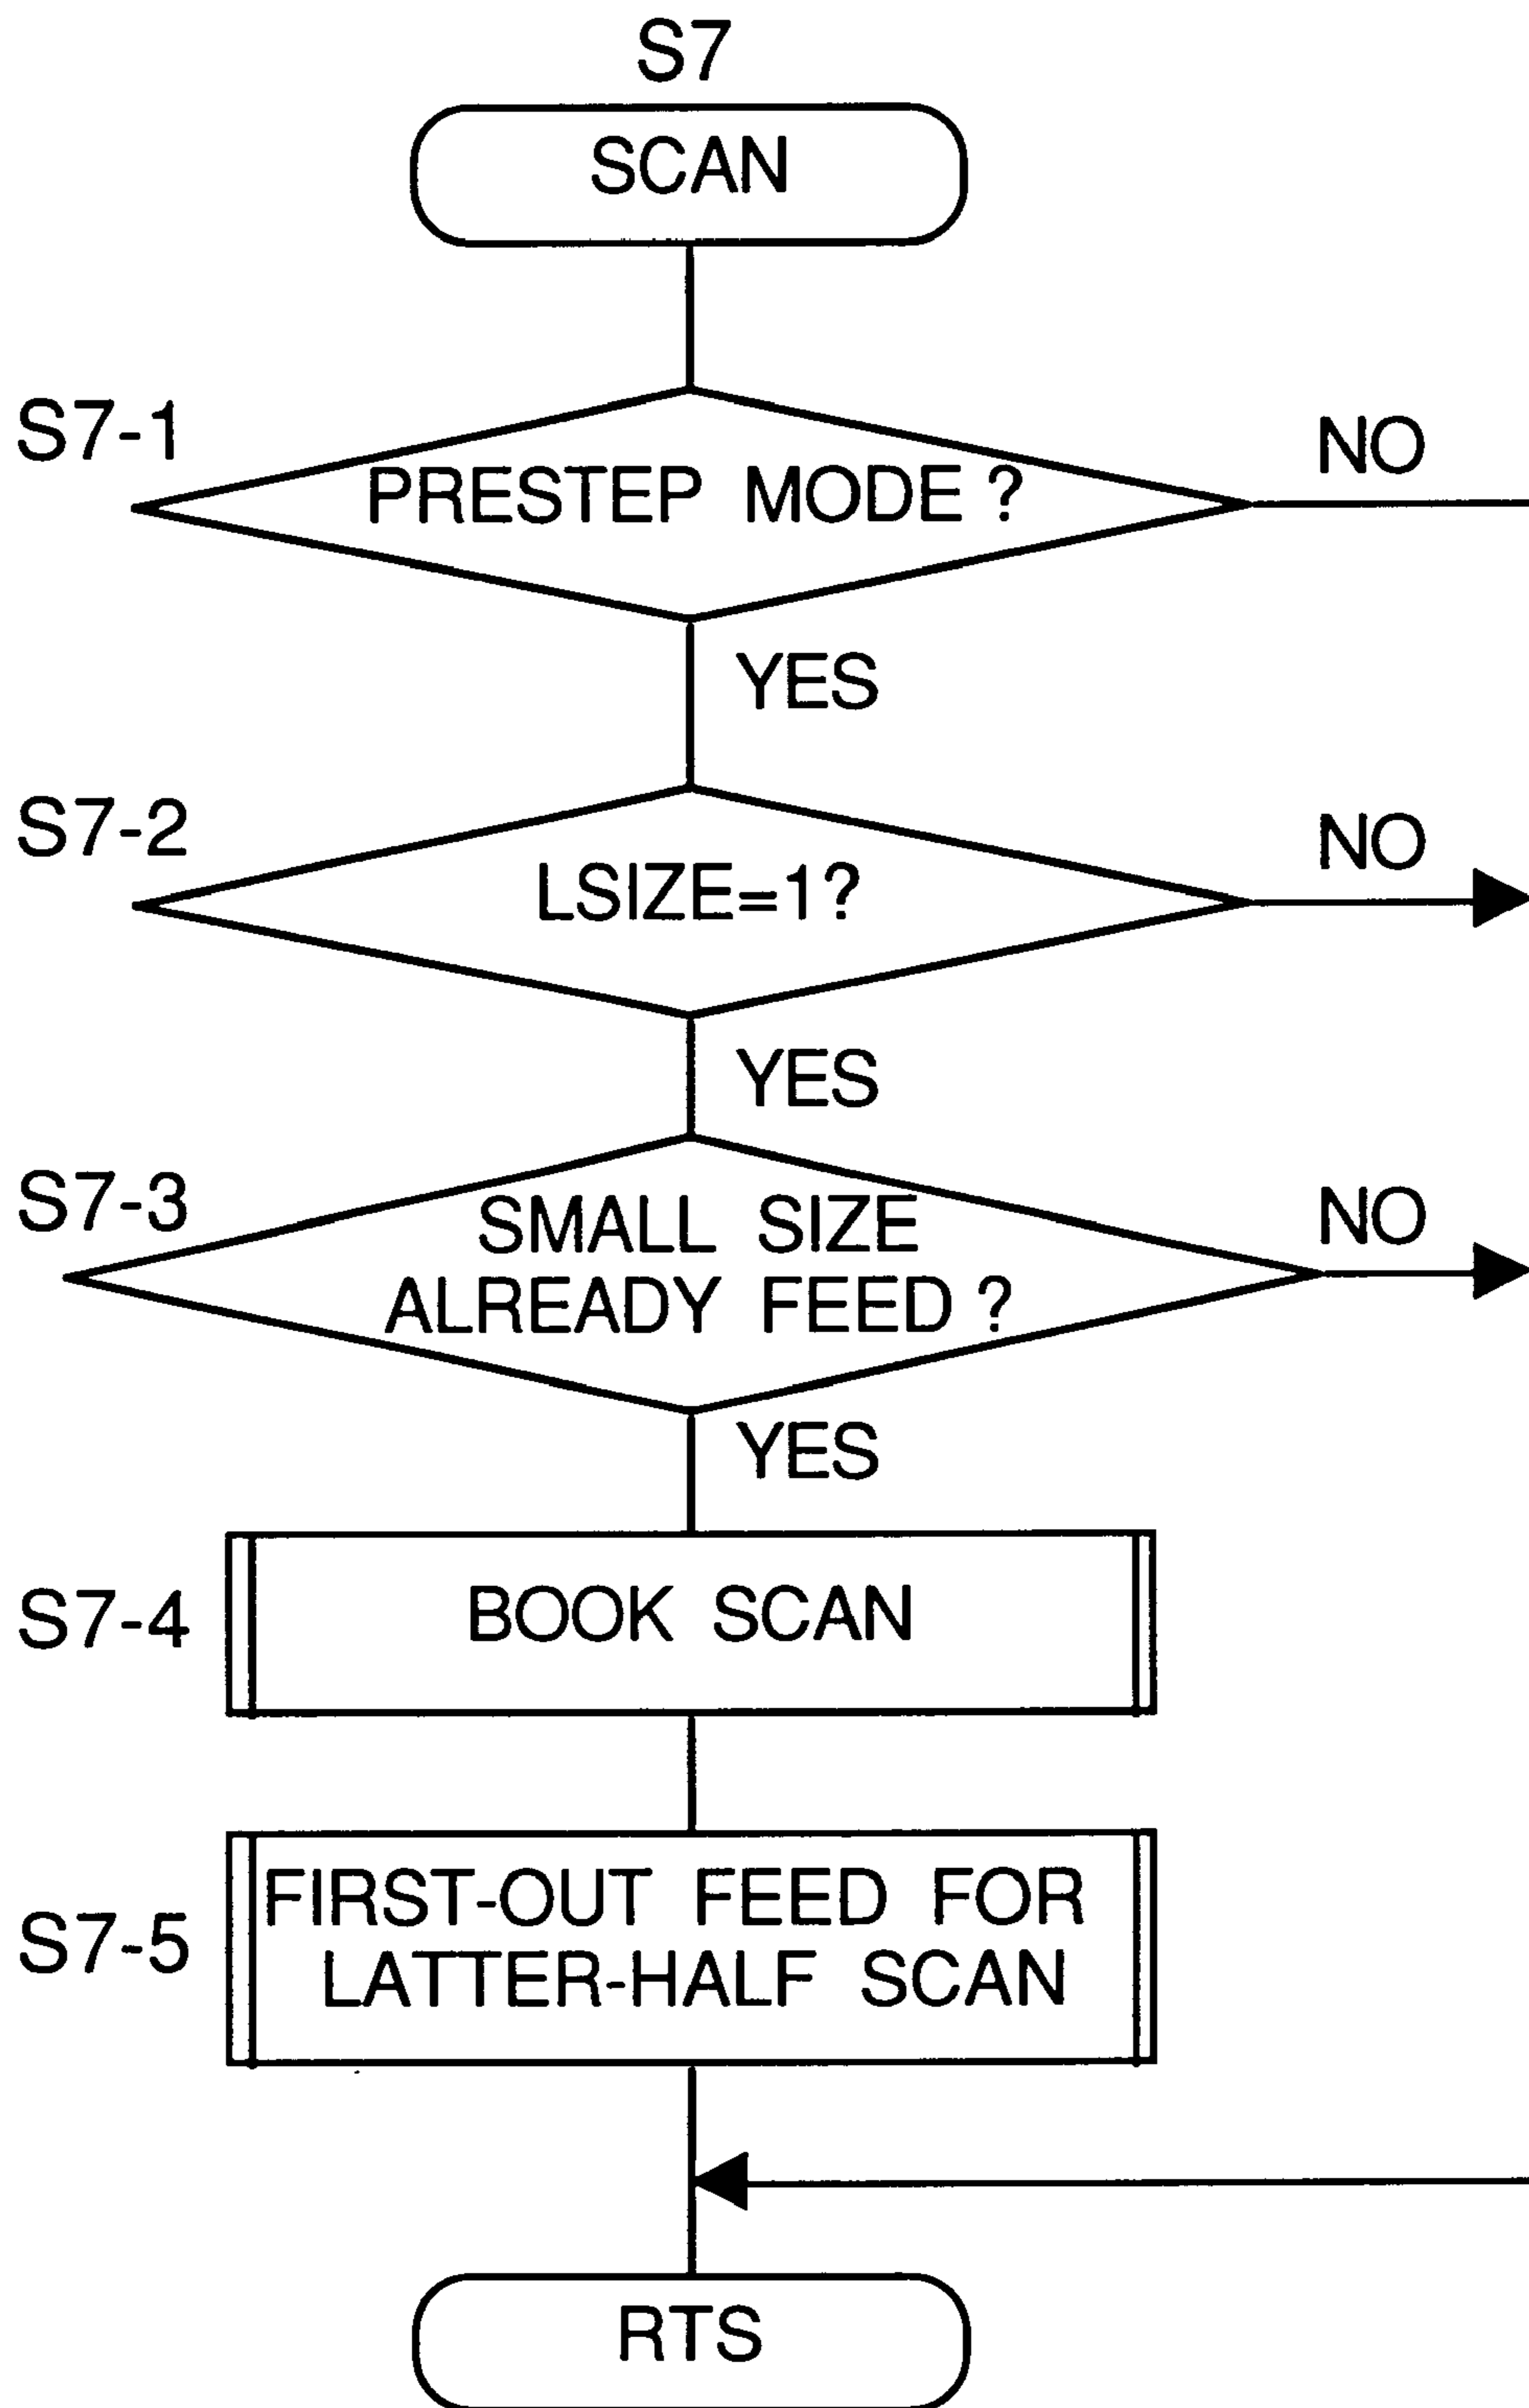 S7
SCAN
S7-1
PRESTEP MODE ?
NO
YES
S7-2
LSIZE=1?
NO
YES
S7-3
SMALL SIZE
ALREADY FEED ?
NO
YES
S7-4
BOOK SCAN
S7-5
FIRST-OUT FEED FOR
LATTER-HALF SCAN
RTS